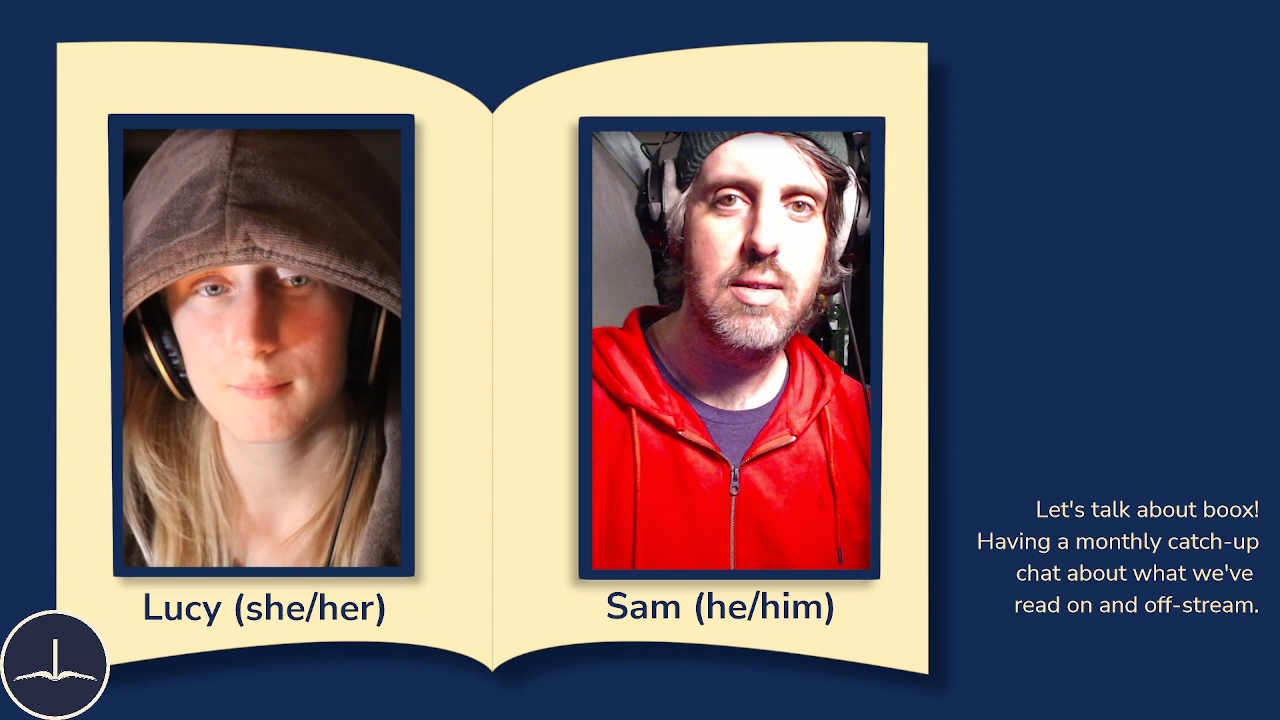 Lucy (she/her)
Sam (he/him)
Let's talk about boox!
Having a monthly catch-up
chat about what we've
read on and off-stream.